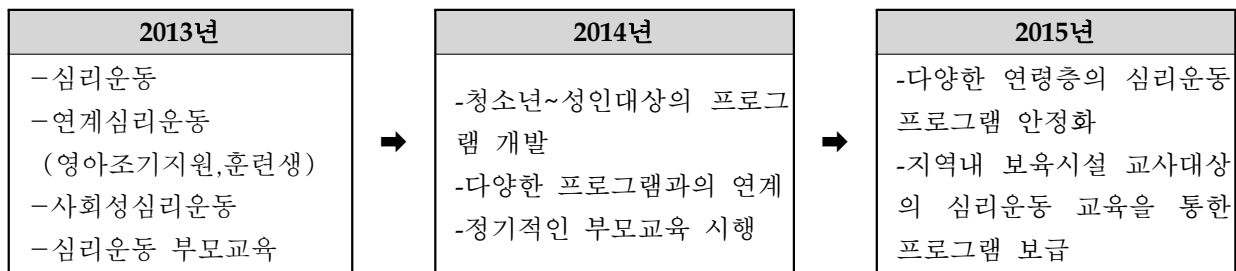 2013년
−심리운동
−연계심리운동
(영아조기지원,훈련생)
−사회성심리운동
−심리운동 부모교육
➡
2014년
-청소년~성인대상의 프로그
램 개발
-다양한 프로그램과의 연계
-정기적인 부모교육 시행
➡
2015년
-다양한 연령층의 심리운동
프로그램 안정화
-지역내 보육시설 교사대상
의 심리운동 교육을 통한
프로그램 보급